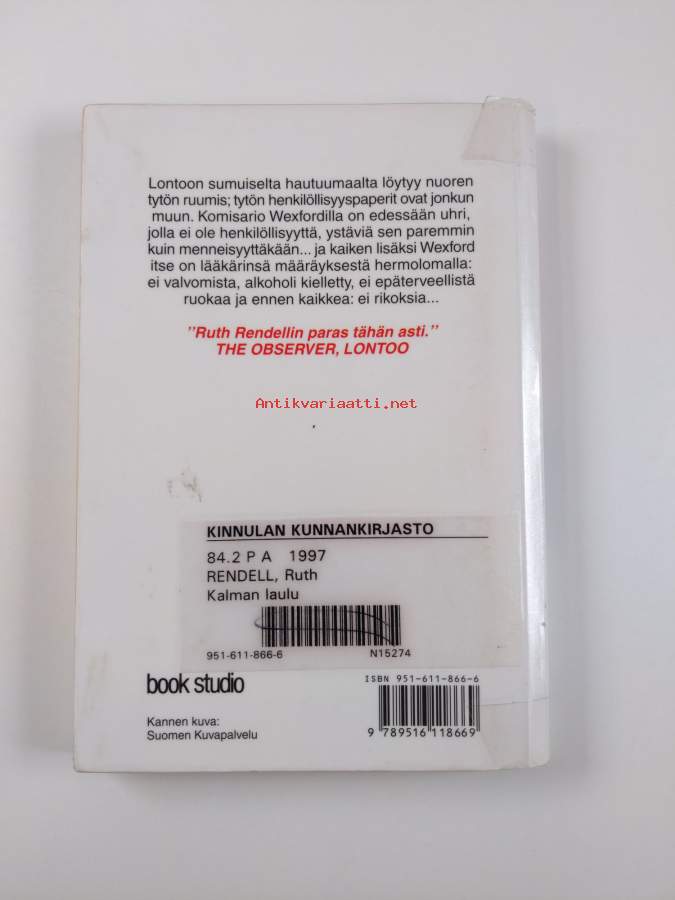 Lontoon sumuiselta hautuumaalta löytyy nuoren
tytön ruumis; tytön henkilöllisyyspaperit ovat jonkun
muun. Komisario Wexfordilla on edessään uhri,
jolla ei ole henkilöllisyyttä, ystäviä sen paremmin
kuin menneisyyttäkään... ja kaiken lisäksi Wexford
itse on lääkärinsä määräyksestä hermolomalla:
ei valvomista, alkoholi kielletty, ei epäterveellistä
ruokaa ja ennen kaikkea: ei rikoksia...
"Ruth Rendellin paras tähän asti."
THE OBSERVER, LONTOO
Antikvariaatti.net
KINNULAN KUNNANKIRJASTO
84.2 P A 1997
RENDELL, Ruth
Kalman laulu
951-611-866-6 N15274
book studio
ISBN 951-611-866-6
Kannen kuva:
Suomen Kuvapalvelu
9 789516 118669